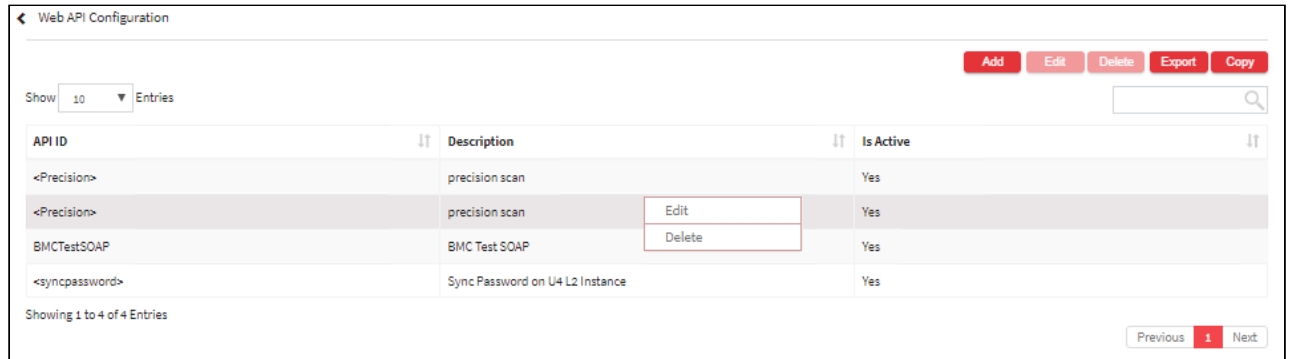 Web API Configuration
Add Edit Delete Export Copy
Show 10 Entries
API ID Description Is Active
<Precision> precision scan Yes
<Precision> precision scan Yes
Edit
Delete
BMCTestSOAP BMC Test SOAP Yes
<syncpassword> Sync Password on U4 L2 Instance Yes
Showing 1 to 4 of 4 Entries
Previous 1 Next